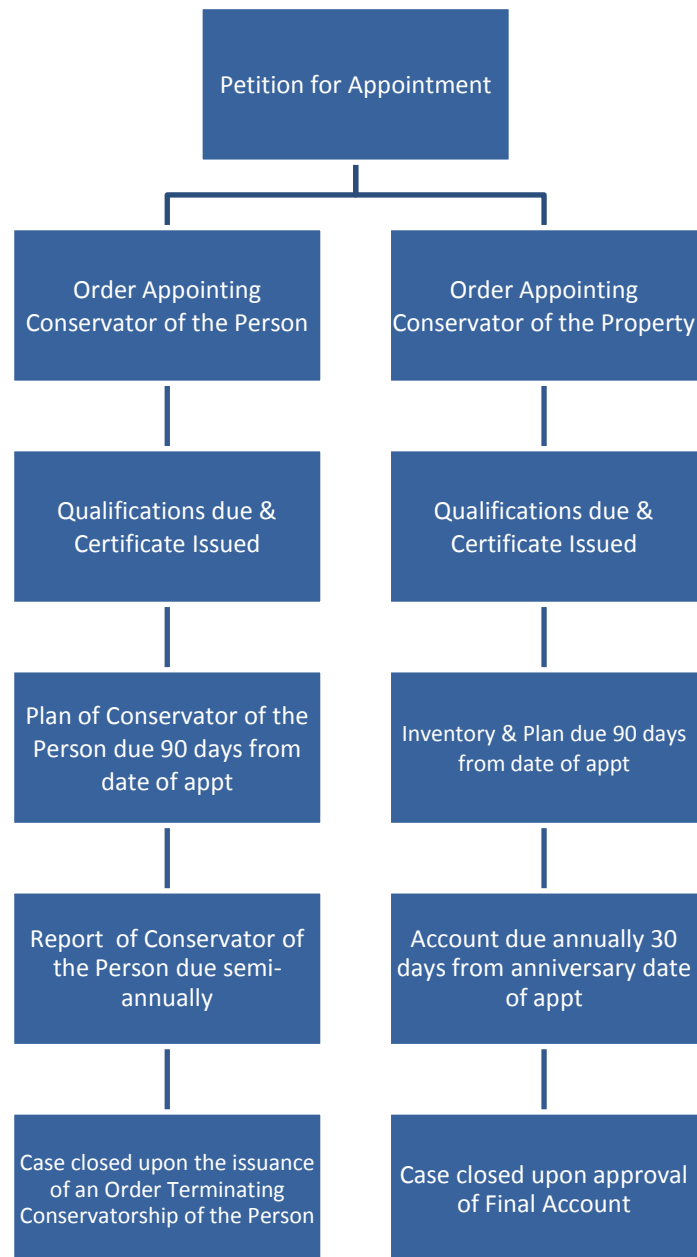 Petition for Appointment
Order Appointing
Conservator of the Person
Qualifications due &
Certificate Issued
Plan of Conservator of the
Person due 90 days from
date of appt
Report of Conservator of
the Person due semi-
annually
Case closed upon the issuance
of an Order Terminating
Conservatorship of the Person
Order Appointing
Conservator of the Property
Qualifications due &
Certificate Issued
Inventory & Plan due 90 days
from date of appt
Account due annually 30
days from anniversary date
of appt
Case closed upon approval
of Final Account